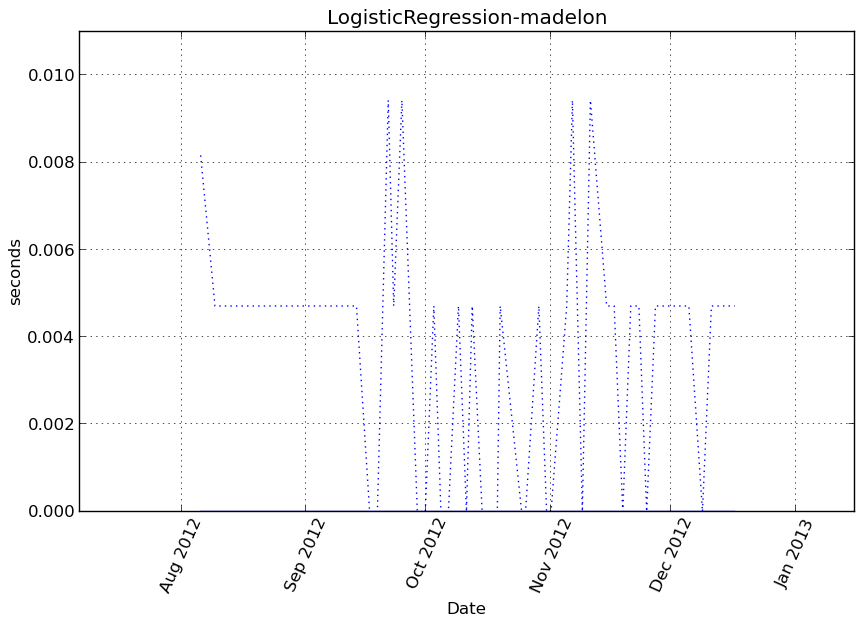 LogisticRegression-madelon
seconds
0.010
0.008
0.006
0.004
0.002
0.000
Aug 2012
Sep 2012
Oct 2012
Nov 2012
Dec 2012
Jan 2013
Date